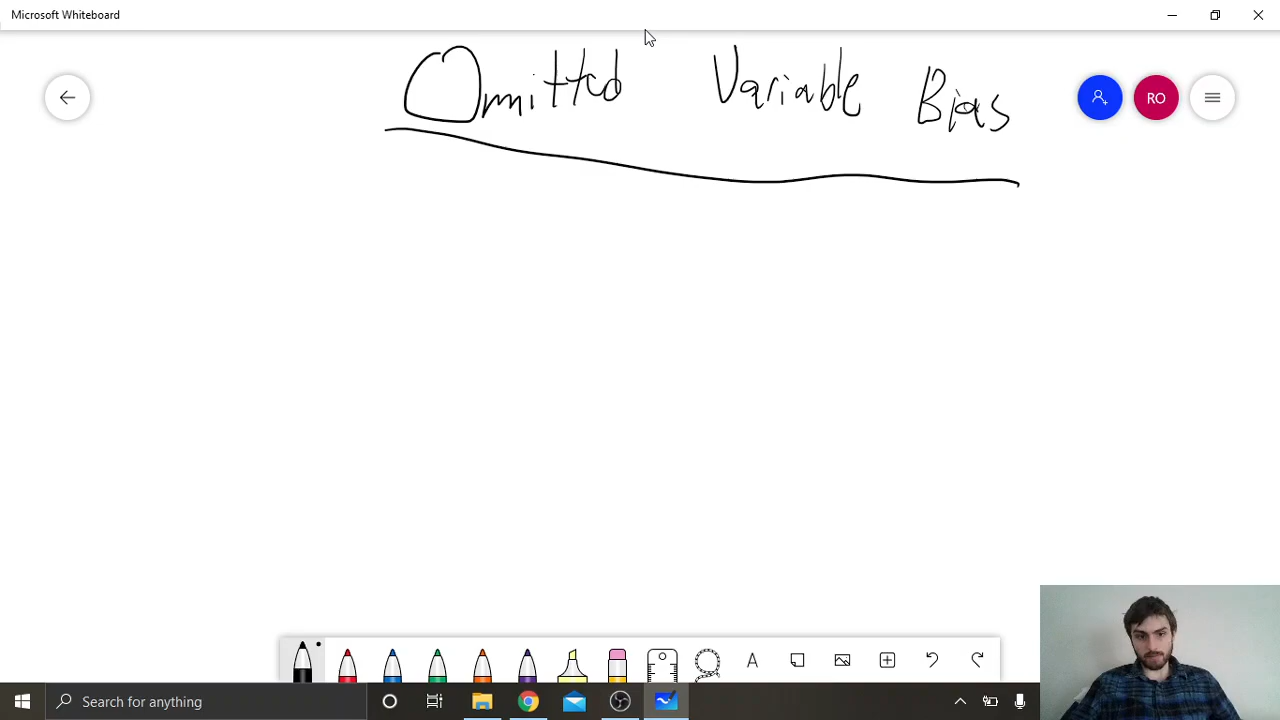 Microsoft Whiteboard
Omitted Variable Bias
RO
A
Search for anything